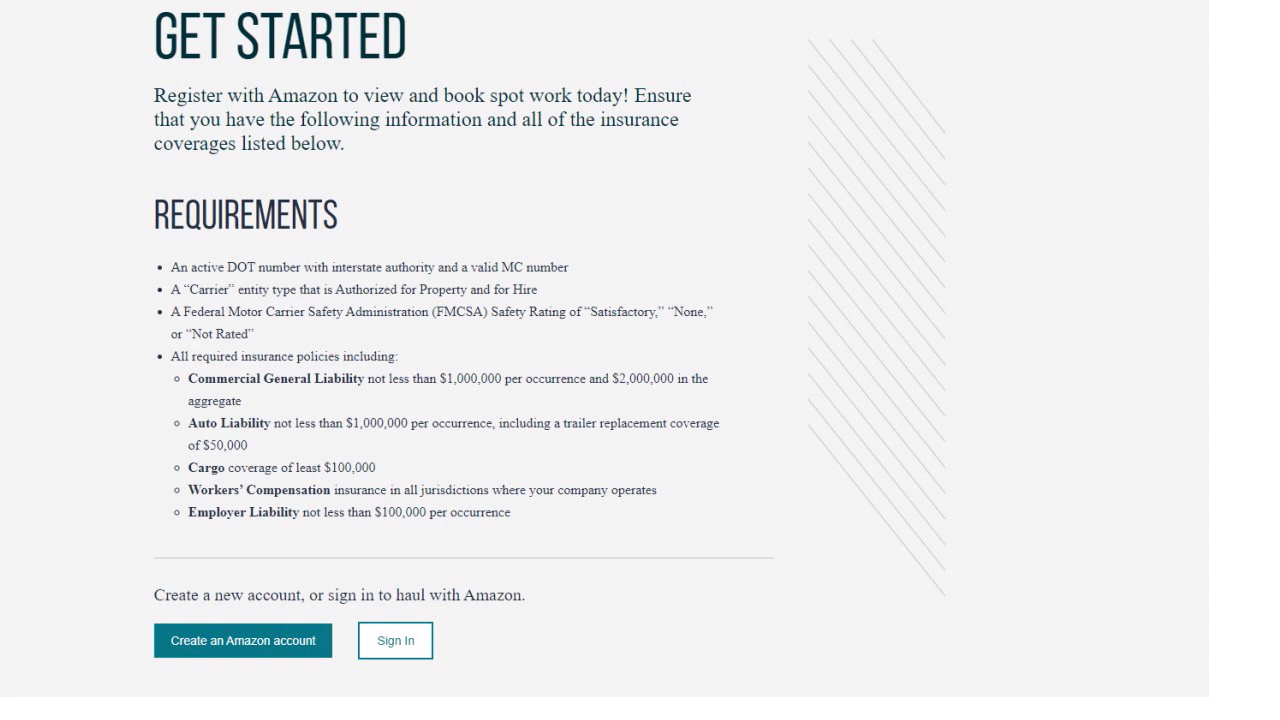 GET STARTED
Register with Amazon to view and book spot work today! Ensure
that you have the following information and all of the insurance
coverages listed below.
REQUIREMENTS
• An active DOT number with interstate authority and a valid MC number
• A “Carrier” entity type that is Authorized for Property and for Hire
• A Federal Motor Carrier Safety Administration (FMCSA) Safety Rating of “Satisfactory,” “None,”
or “Not Rated”
• All required insurance policies including:
◦ Commercial General Liability not less than $1,000,000 per occurrence and $2,000,000 in the
aggregate
◦ Auto Liability not less than $1,000,000 per occurrence, including a trailer replacement coverage
of $50,000
◦ Cargo coverage of least $100,000
◦ Workers’ Compensation insurance in all jurisdictions where your company operates
◦ Employer Liability not less than $100,000 per occurrence
Create a new account, or sign in to haul with Amazon.
Create an Amazon account
Sign In